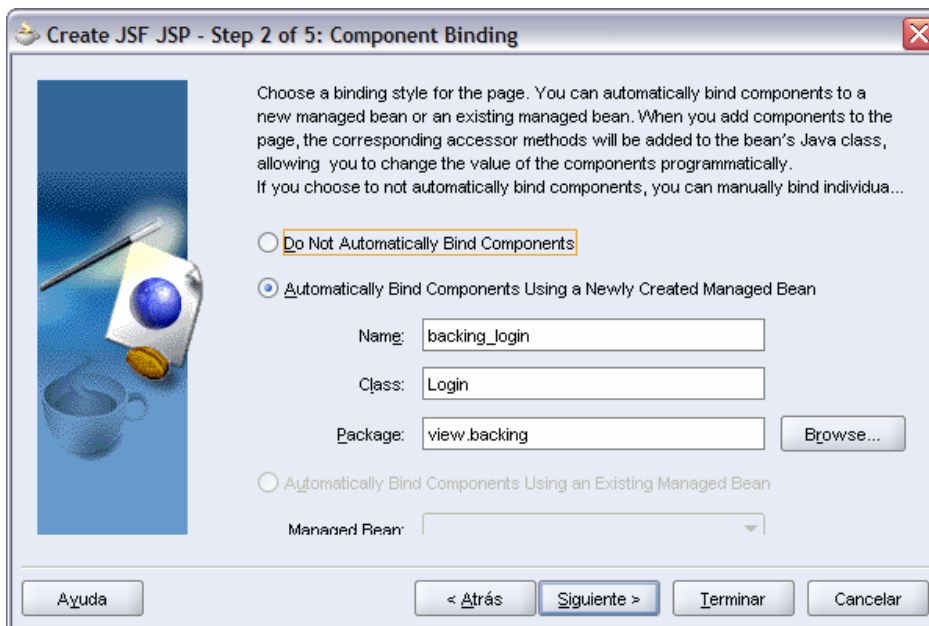 Create JSF JSP - Step 2 of 5: Component Binding
Choose a binding style for the page. You can automatically bind components to a
new managed bean or an existing managed bean. When you add components to the
page, the corresponding accessor methods will be added to the bean's Java class,
allowing you to change the value of the components programmatically.
If you choose to not automatically bind components, you can manually bind individua...
Do Not Automatically Bind Components
Automatically Bind Components Using a Newly Created Managed Bean
Name: backing_login
Class: Login
Package: view.backing Browse...
Automatically Bind Components Using an Existing Managed Bean
Managed Bean:
Ayuda < Atrás Siguiente > Terminar Cancelar